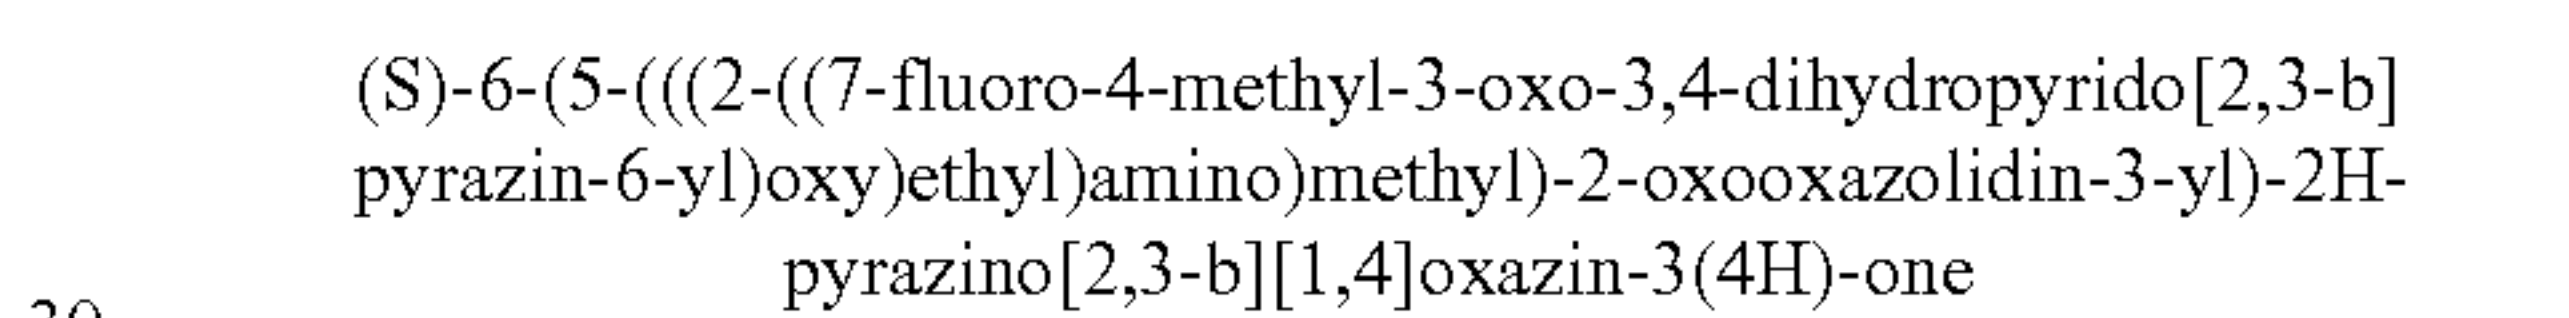 (S)-6-(5-(((2-((7-fluoro-4-methyl-3-oxo-3,4-dihydropyrido[2,3-b]
pyrazin-6-yl)oxy)ethyl)amino)methyl)-2-oxooxazolidin-3-yl)-2H-
pyrazino[2,3-b][1,4]oxazin-3(4H)-one